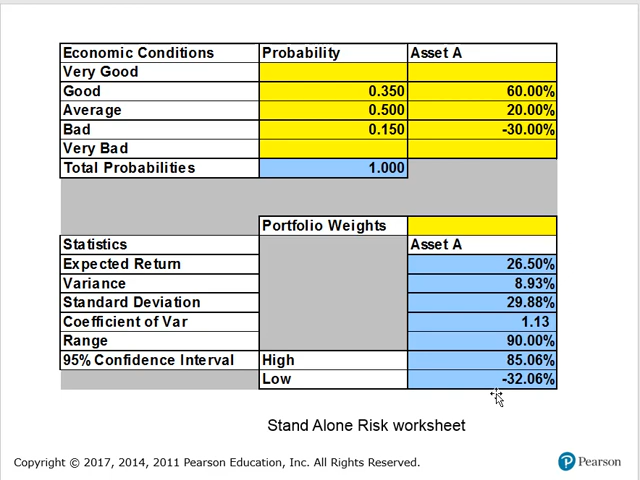 Economic Conditions Probability Asset A
Very Good
Good 0.350 60.00%
Average 0.500 20.00%
Bad 0.150 -30.00%
Very Bad
Total Probabilities 1.000
Portfolio Weights
Statistics Asset A
Expected Return 26.50%
Variance 8.93%
Standard Deviation 29.88%
Coefficient of Var 1.13
Range 90.00%
95% Confidence Interval High 85.06%
Low -32.06%
Stand Alone Risk worksheet
Copyright © 2017, 2014, 2011 Pearson Education, Inc. All Rights Reserved.
Pearson